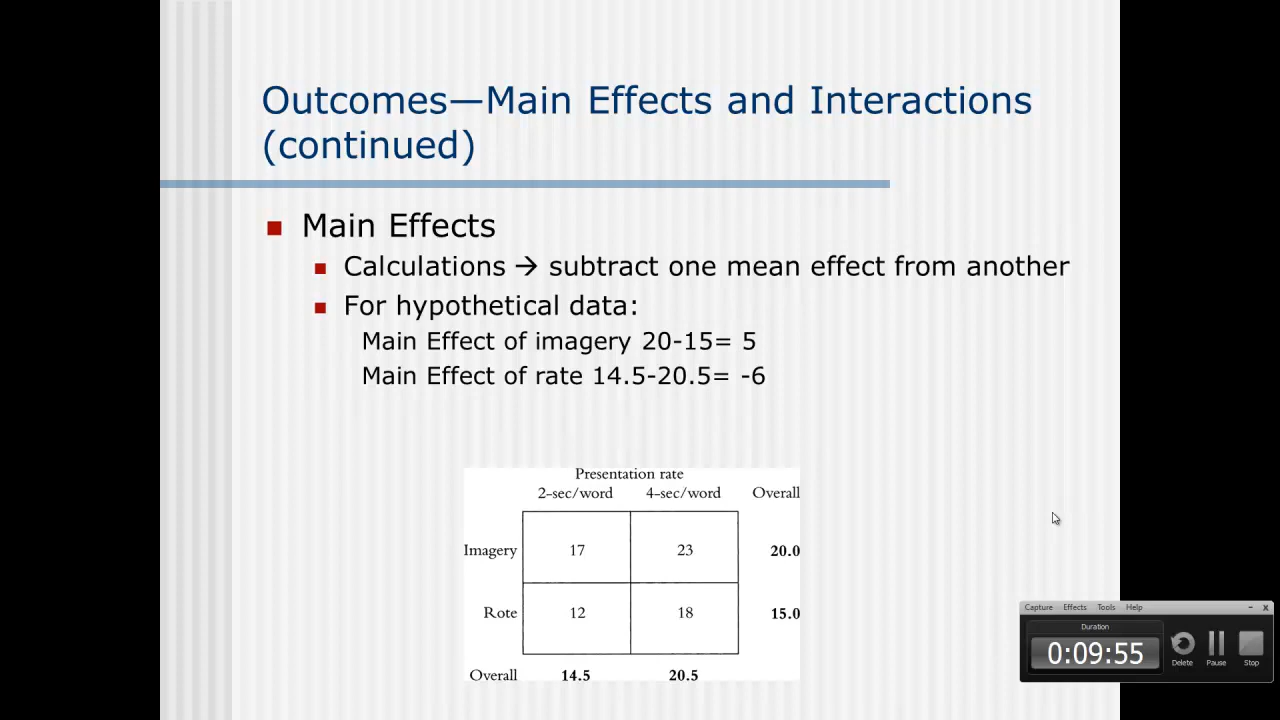 Outcomes—Main Effects and Interactions
(continued)
Main Effects
Calculations → subtract one mean effect from another
For hypothetical data:
Main Effect of imagery 20-15= 5
Main Effect of rate 14.5-20.5= -6
Presentation rate
2-sec/word 4-sec/word Overall
Imagery 17 23 20.0
Rote 12 18 15.0
Overall 14.5 20.5
Capture Effects Tools Help
Duration
0:09:55
Delete Pause Stop